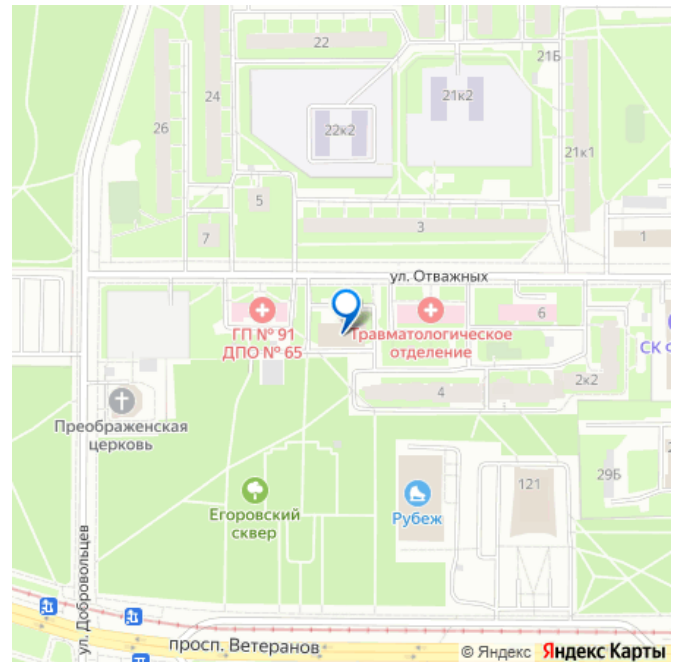 22
21Б
24
21к2
26
22к2
21к1
5
3
7
1
ул. Отважных
ГП № 91
ДПО № 65
Травматологическое
отделение
6
СК
2к2
4
Преображенская
церковь
Егоровский
сквер
Рубеж
121
29Б
ул. Добровольцев
просп. Ветеранов
© Яндекс Яндекс Карты